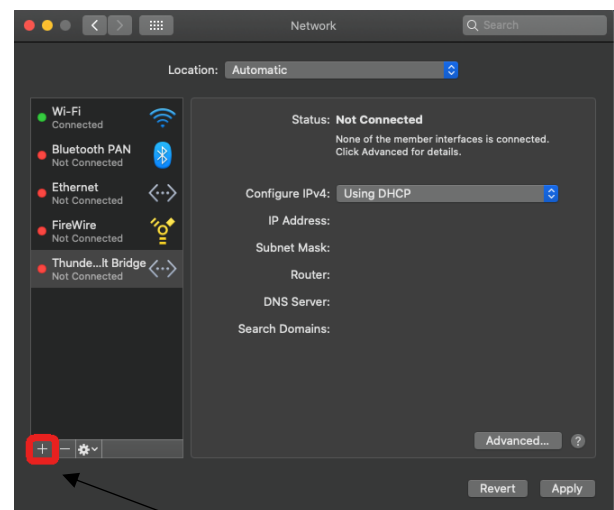 Network
Search
Location: Automatic
Wi-Fi
Connected
Bluetooth PAN
Not Connected
Ethernet
Not Connected
FireWire
Not Connected
Thunde...it Bridge
Not Connected
Status: Not Connected
None of the member interfaces is connected.
Click Advanced for details.
Configure IPv4: Using DHCP
IP Address:
Subnet Mask:
Router:
DNS Server:
Search Domains:
+ −
Advanced... ?
Revert Apply